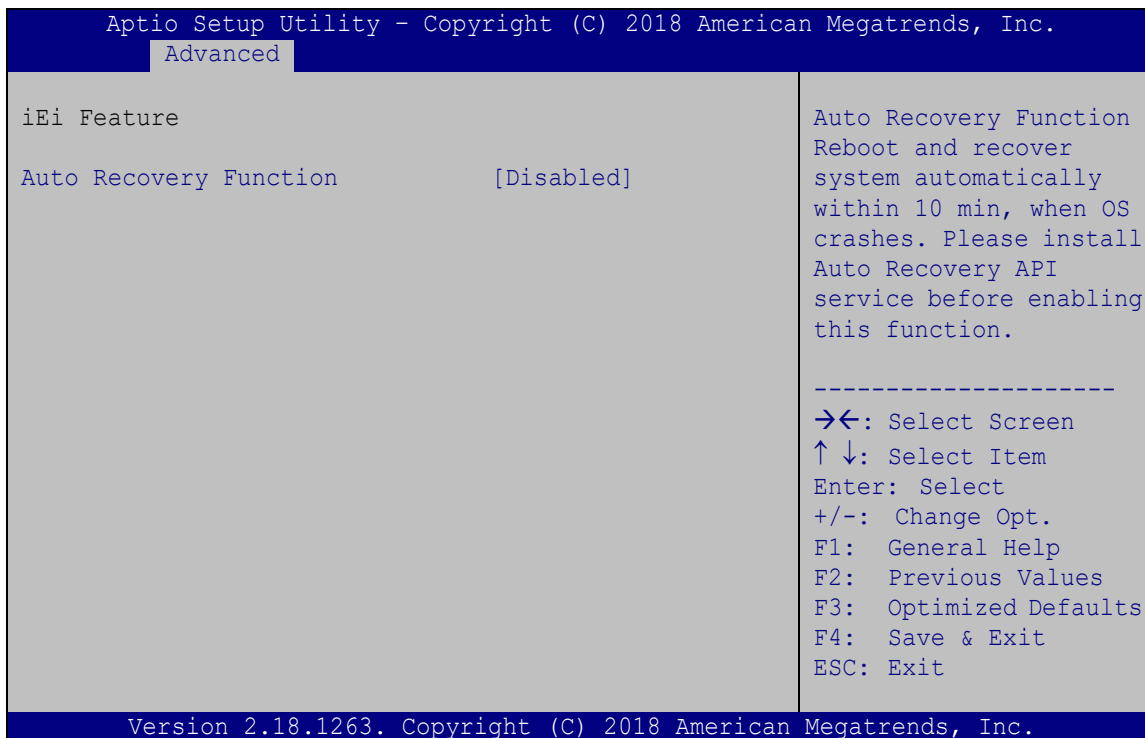 Aptio Setup Utility – Copyright (C) 2018 American Megatrends, Inc.
Advanced
iEi Feature
Auto Recovery Function [Disabled]
Auto Recovery Function
Reboot and recover
system automatically
within 10 min, when OS
crashes. Please install
Auto Recovery API
service before enabling
this function.
---------------------
→←: Select Screen
↑ ↓: Select Item
Enter: Select
+/-: Change Opt.
F1: General Help
F2: Previous Values
F3: Optimized Defaults
F4: Save & Exit
ESC: Exit
Version 2.18.1263. Copyright (C) 2018 American Megatrends, Inc.